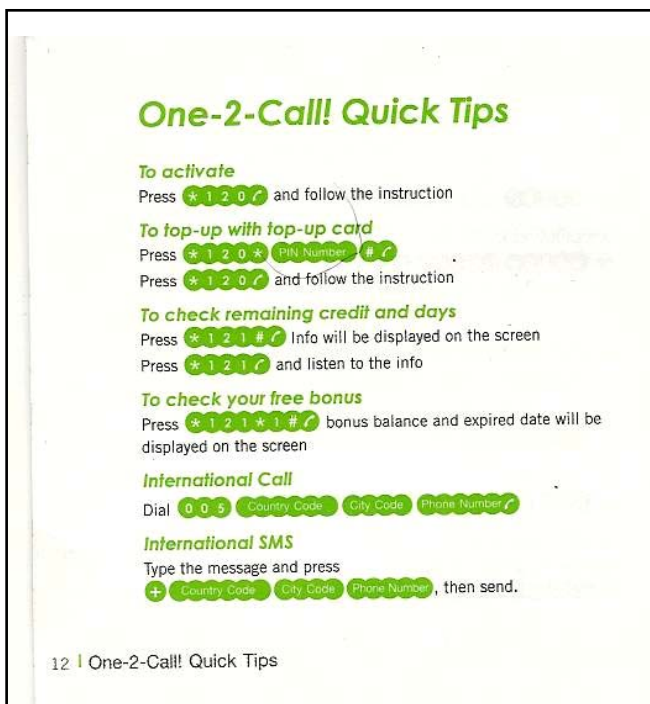 One-2-Call! Quick Tips
To activate
Press *120 and follow the instruction
To top-up with top-up card
Press *120* PIN Number #
Press *120 and follow the instruction
To check remaining credit and days
Press *121# Info will be displayed on the screen
Press *121 and listen to the info
To check your free bonus
Press *121*1# bonus balance and expired date will be
displayed on the screen
International Call
Dial 005 Country Code City Code Phone Number
International SMS
Type the message and press
+ Country Code City Code Phone Number, then send.
12 | One-2-Call! Quick Tips